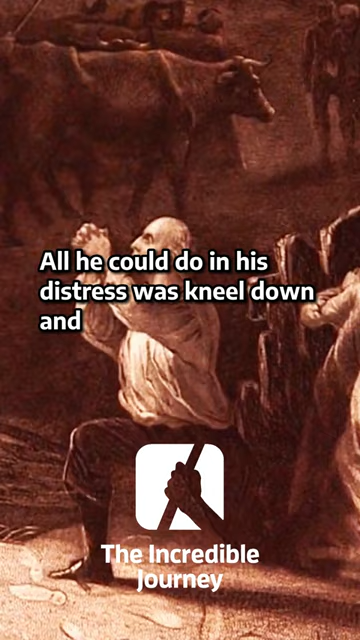 All he could do in his
distress was kneel down
and
The Incredible
Journey